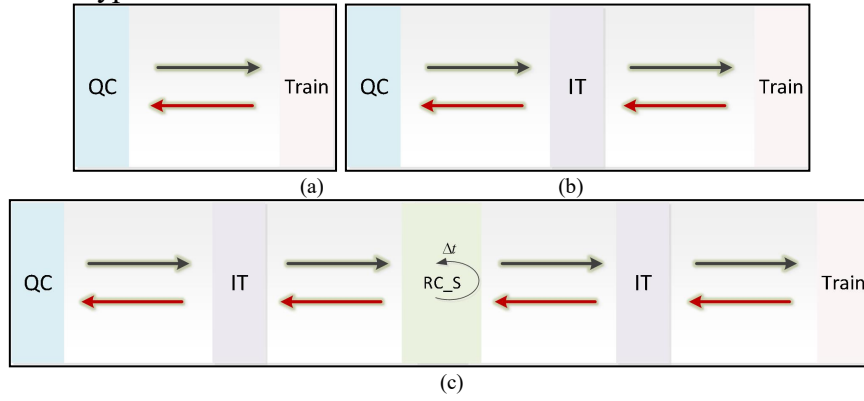 QC Train QC IT Train
(a) (b)
Δt
QC IT RC_S IT Train
(c)